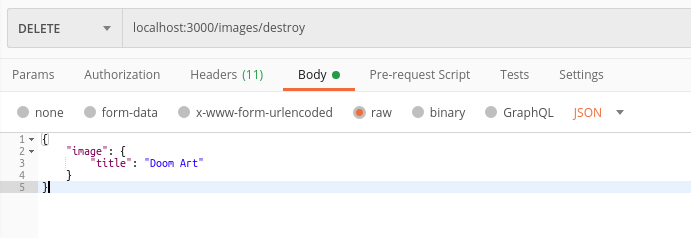 DELETE localhost:3000/images/destroy
Params Authorization Headers (11) Body Pre-request Script Tests Settings
none form-data x-www-form-urlencoded raw binary GraphQL JSON
1 {
2 "image": {
3 "title": "Doom Art"
4 }
5 }